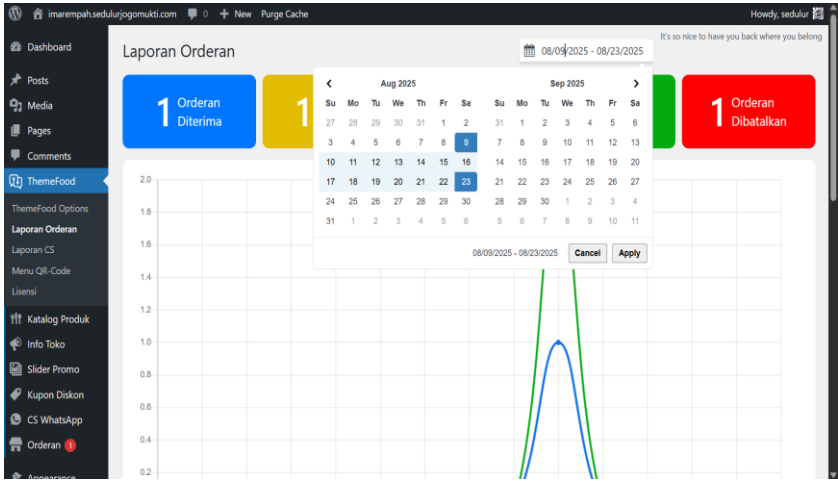 imarempah.sedulurjogomukti.com 0 + New Purge Cache Howdy, sedulur
Dashboard
Posts
Media
Pages
Comments
ThemeFood
ThemeFood Options
Laporan Orderan
Laporan CS
Menu QR-Code
Lisensi
Katalog Produk
Info Toko
Slider Promo
Kupon Diskon
CS WhatsApp
Orderan 1
Appearance
It's so nice to have you back where you belong
Laporan Orderan
08/09/2025 - 08/23/2025
1 Orderan Diterima
1
1 Orderan Dibatalkan
Aug 2025
Su Mo Tu We Th Fr Sa
27 28 29 30 31 1 2
3 4 5 6 7 8 9
10 11 12 13 14 15 16
17 18 19 20 21 22 23
24 25 26 27 28 29 30
31 1 2 3 4 5 6
Sep 2025
Su Mo Tu We Th Fr Sa
31 1 2 3 4 5 6
7 8 9 10 11 12 13
14 15 16 17 18 19 20
21 22 23 24 25 26 27
28 29 30 1 2 3 4
5 6 7 8 9 10 11
08/09/2025 - 08/23/2025 Cancel Apply
2.0
1.8
1.6
1.4
1.2
1.0
0.8
0.6
0.4
0.2